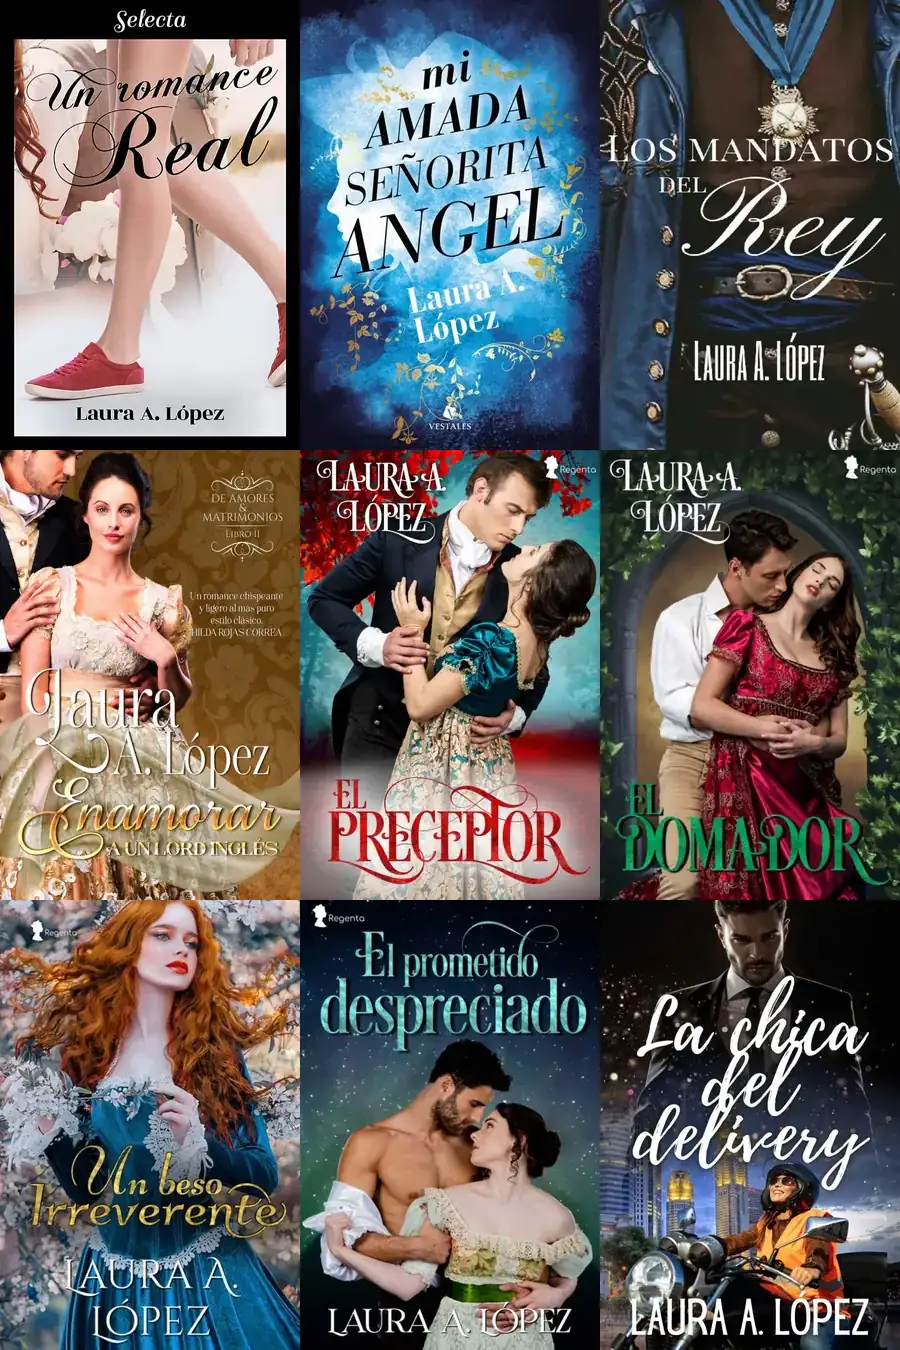 Selecta
Un romance
Real
Laura A. López
mi
AMADA
SEÑORITA
ANGEL
Laura A.
López
VESTALES
LOS MANDATOS
DEL
Rey
LAURA A. LÓPEZ
DE AMORES
&
MATRIMONIOS
LIBRO II
Un romance chispeante
y ligero al mas puro
estilo clásico.
HILDA ROJAS CORREA
Laura
A. López
Enamorar
A UN LORD INGLÉS
LAURA A.
LÓPEZ
Regenta
EL
PRECEPTOR
LAURA A.
LÓPEZ
Regenta
EL
DOMADOR
Regenta
Un beso
Irreverente
LAURA A.
LÓPEZ
Regenta
El prometido
despreciado
LAURA A. LÓPEZ
La chica
del
delivery
LAURA A. LÓPEZ